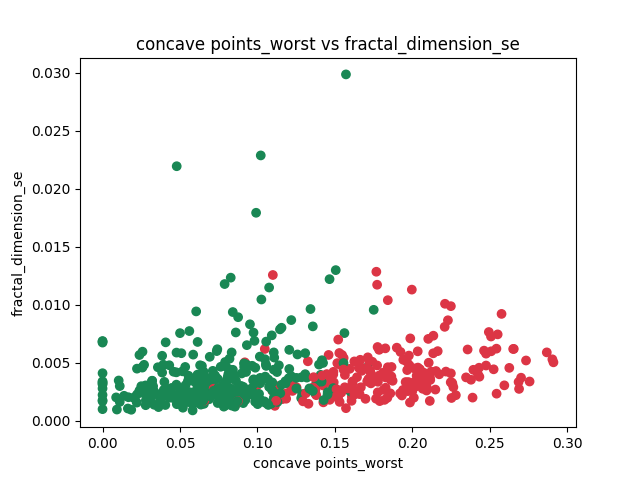 concave points_worst vs fractal_dimension_se
fractal_dimension_se
0.030
0.025
0.020
0.015
0.010
0.005
0.000
0.00 0.05 0.10 0.15 0.20 0.25 0.30
concave points_worst